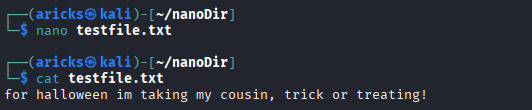 ┌──(aricks㉿kali)-[~/nanoDir]
└─$ nano testfile.txt
┌──(aricks㉿kali)-[~/nanoDir]
└─$ cat testfile.txt
for halloween im taking my cousin, trick or treating!